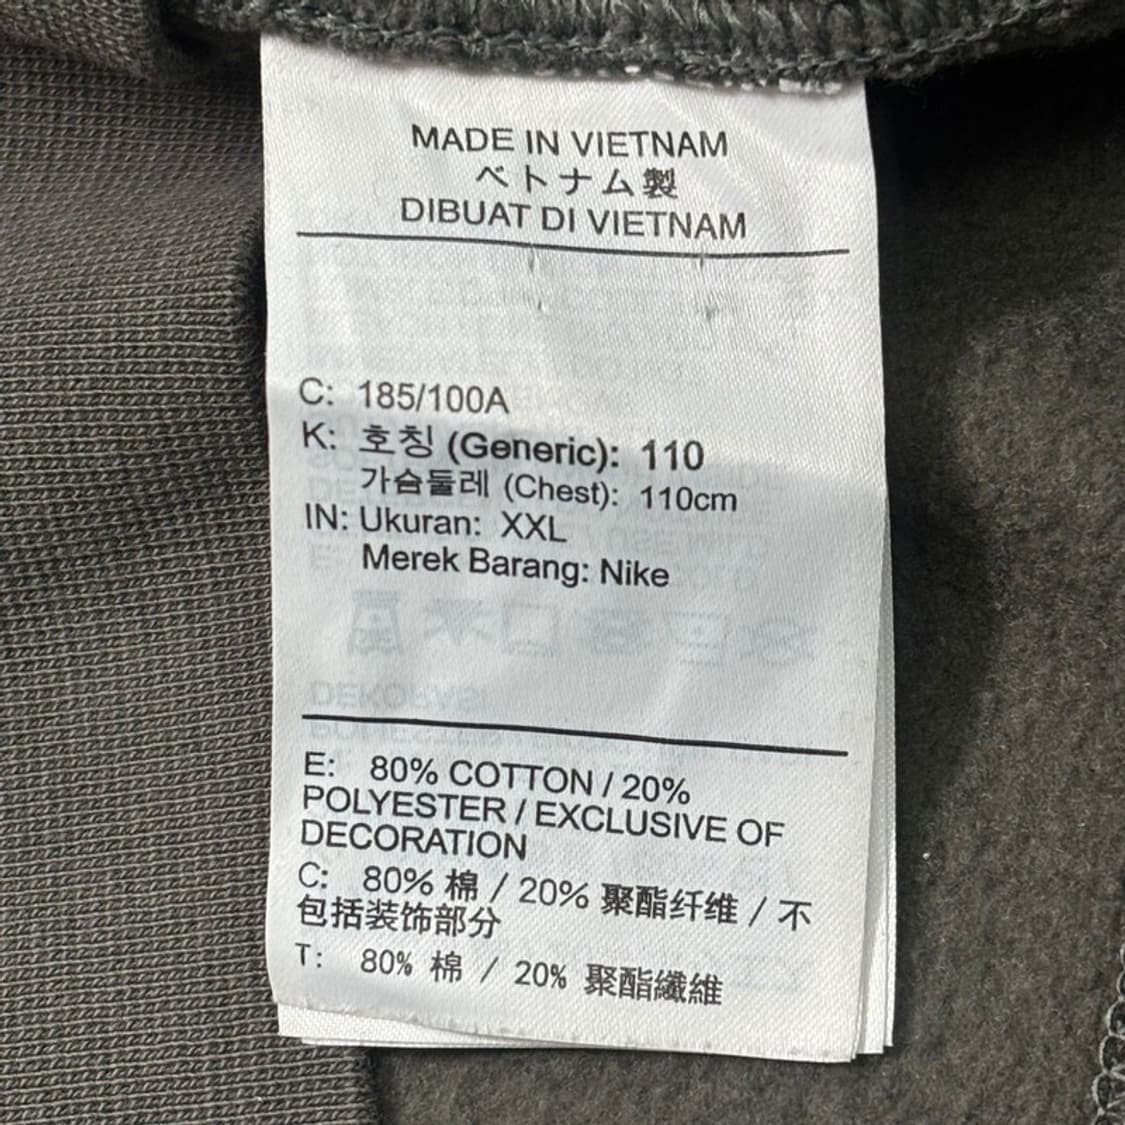 MADE IN VIETNAM
ベトナム製
DIBUAT DI VIETNAM
C: 185/100A
K: 호칭 (Generic): 110
가슴둘레 (Chest): 110cm
IN: Ukuran: XXL
Merek Barang: Nike
E: 80% COTTON / 20%
POLYESTER / EXCLUSIVE OF
DECORATION
C: 80% 棉 / 20% 聚酯纤维 / 不
包括装饰部分
T: 80% 棉 / 20% 聚酯纖維